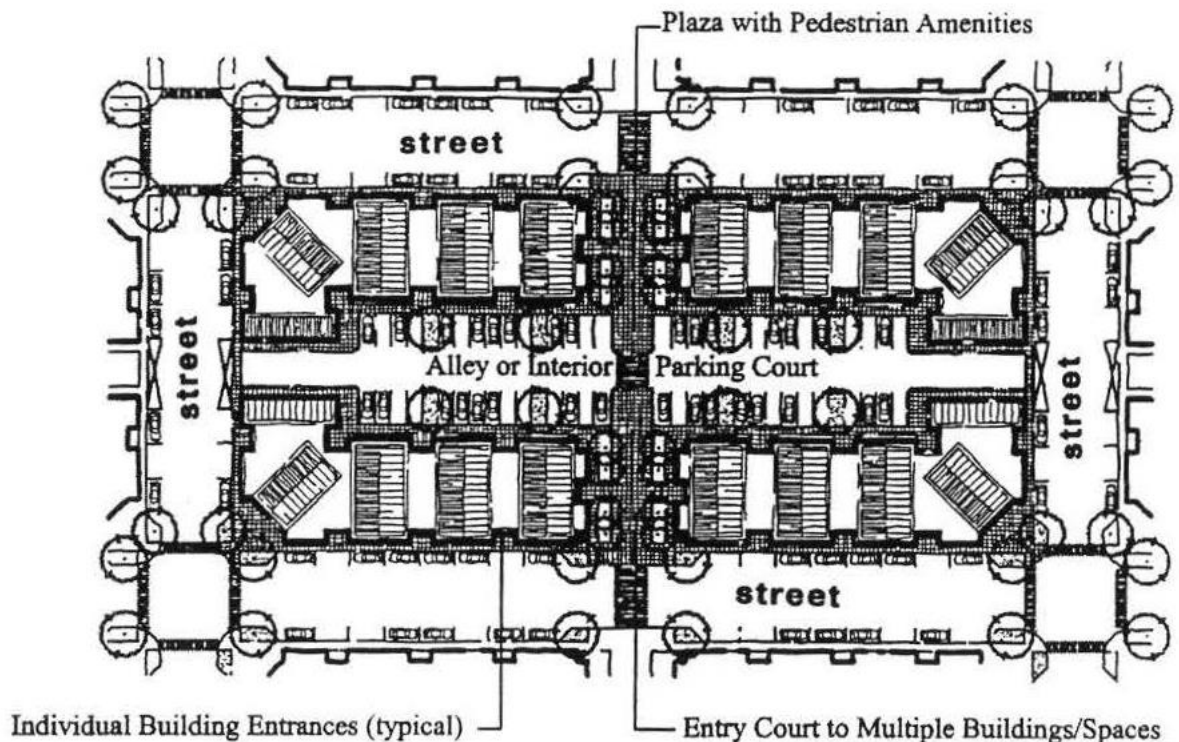 Plaza with Pedestrian Amenities
street
street
Alley or Interior Parking Court
street
street
Individual Building Entrances (typical)
Entry Court to Multiple Buildings/Spaces